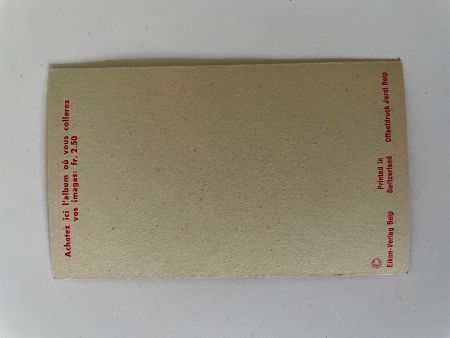 Achetez ici l'album où vous collerez
vos images: fr. 2.50
Printed in
Switzerland
© Eikon-Verlag Belp
Offsetdruck Jordi Belp